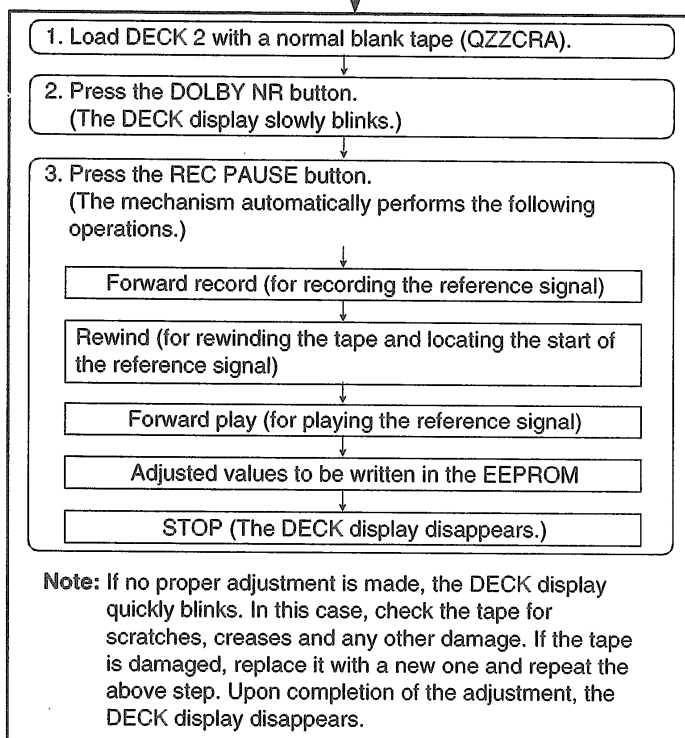 1. Load DECK 2 with a normal blank tape (QZZCRA).
2. Press the DOLBY NR button.
(The DECK display slowly blinks.)
3. Press the REC PAUSE button.
(The mechanism automatically performs the following
operations.)
Forward record (for recording the reference signal)
Rewind (for rewinding the tape and locating the start of
the reference signal)
Forward play (for playing the reference signal)
Adjusted values to be written in the EEPROM
STOP (The DECK display disappears.)
Note: If no proper adjustment is made, the DECK display
quickly blinks. In this case, check the tape for
scratches, creases and any other damage. If the tape
is damaged, replace it with a new one and repeat the
above step. Upon completion of the adjustment, the
DECK display disappears.